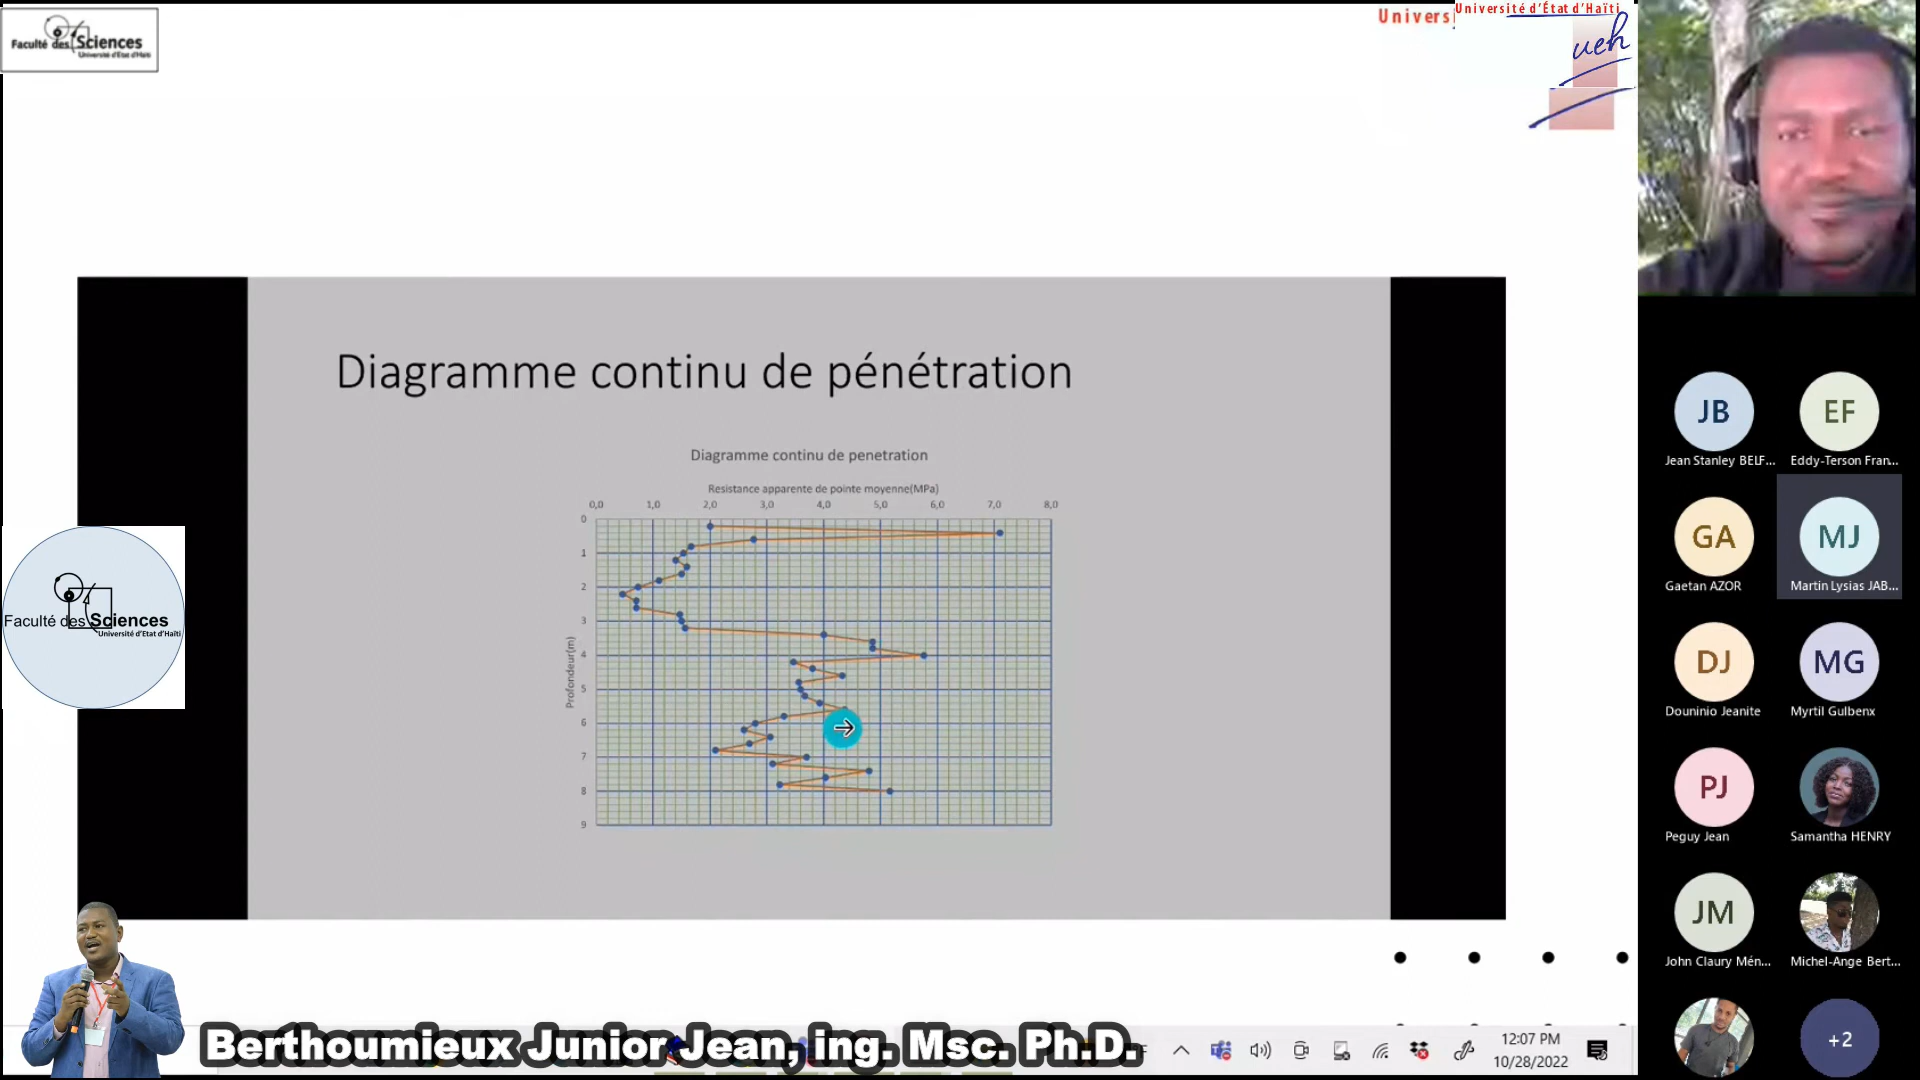 Faculté des Sciences
Université d'Etat d'Haïti
Univers
Université d'État d'Haïti
ueh
Diagramme continu de pénétration
Diagramme continu de penetration
Resistance apparente de pointe moyenne(MPa)
0,0 1,0 2,0 3,0 4,0 5,0 6,0 7,0 8,0
0
1
2
3
4
5
6
7
8
9
Profondeur(m)
Faculté des Sciences
Université d'Etat d'Haïti
JB
Jean Stanley BELF...
EF
Eddy-Terson Fran...
GA
Gaetan AZOR
MJ
Martin Lysias JAB...
DJ
Douninio Jeanite
MG
Myrtil Gulbenx
PJ
Peguy Jean
Samantha HENRY
JM
John Claury Mén...
Michel-Ange Bert...
+2
Berthoumieux Junior Jean, ing. Msc. Ph.D.
12:07 PM
10/28/2022